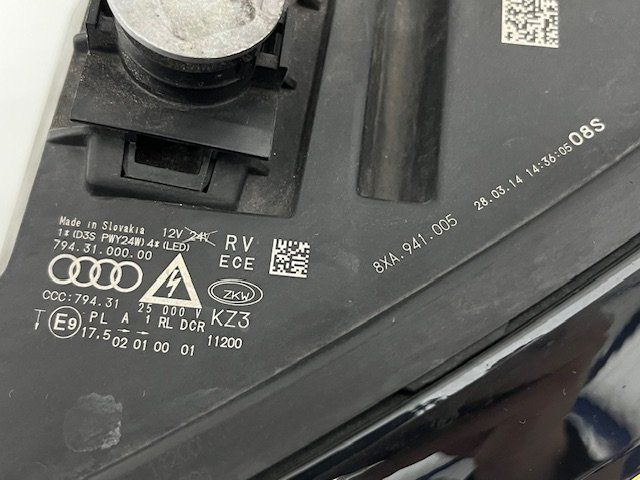 Made in Slovakia 12V 24V
1*(D3S PWY24W) 4*(LED)
794.31.000.00
RV
ECE
ZKW
CCC:794.31 25 000 V
E9 PL A 1 RL DCR KZ3
17.5 02 01 00 01 11200
8XA.941.005
28.03.14 14:36:05 08S